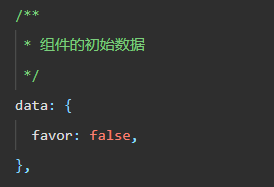 /**
 * 组件的初始数据
 */
data: {
  favor: false,
},